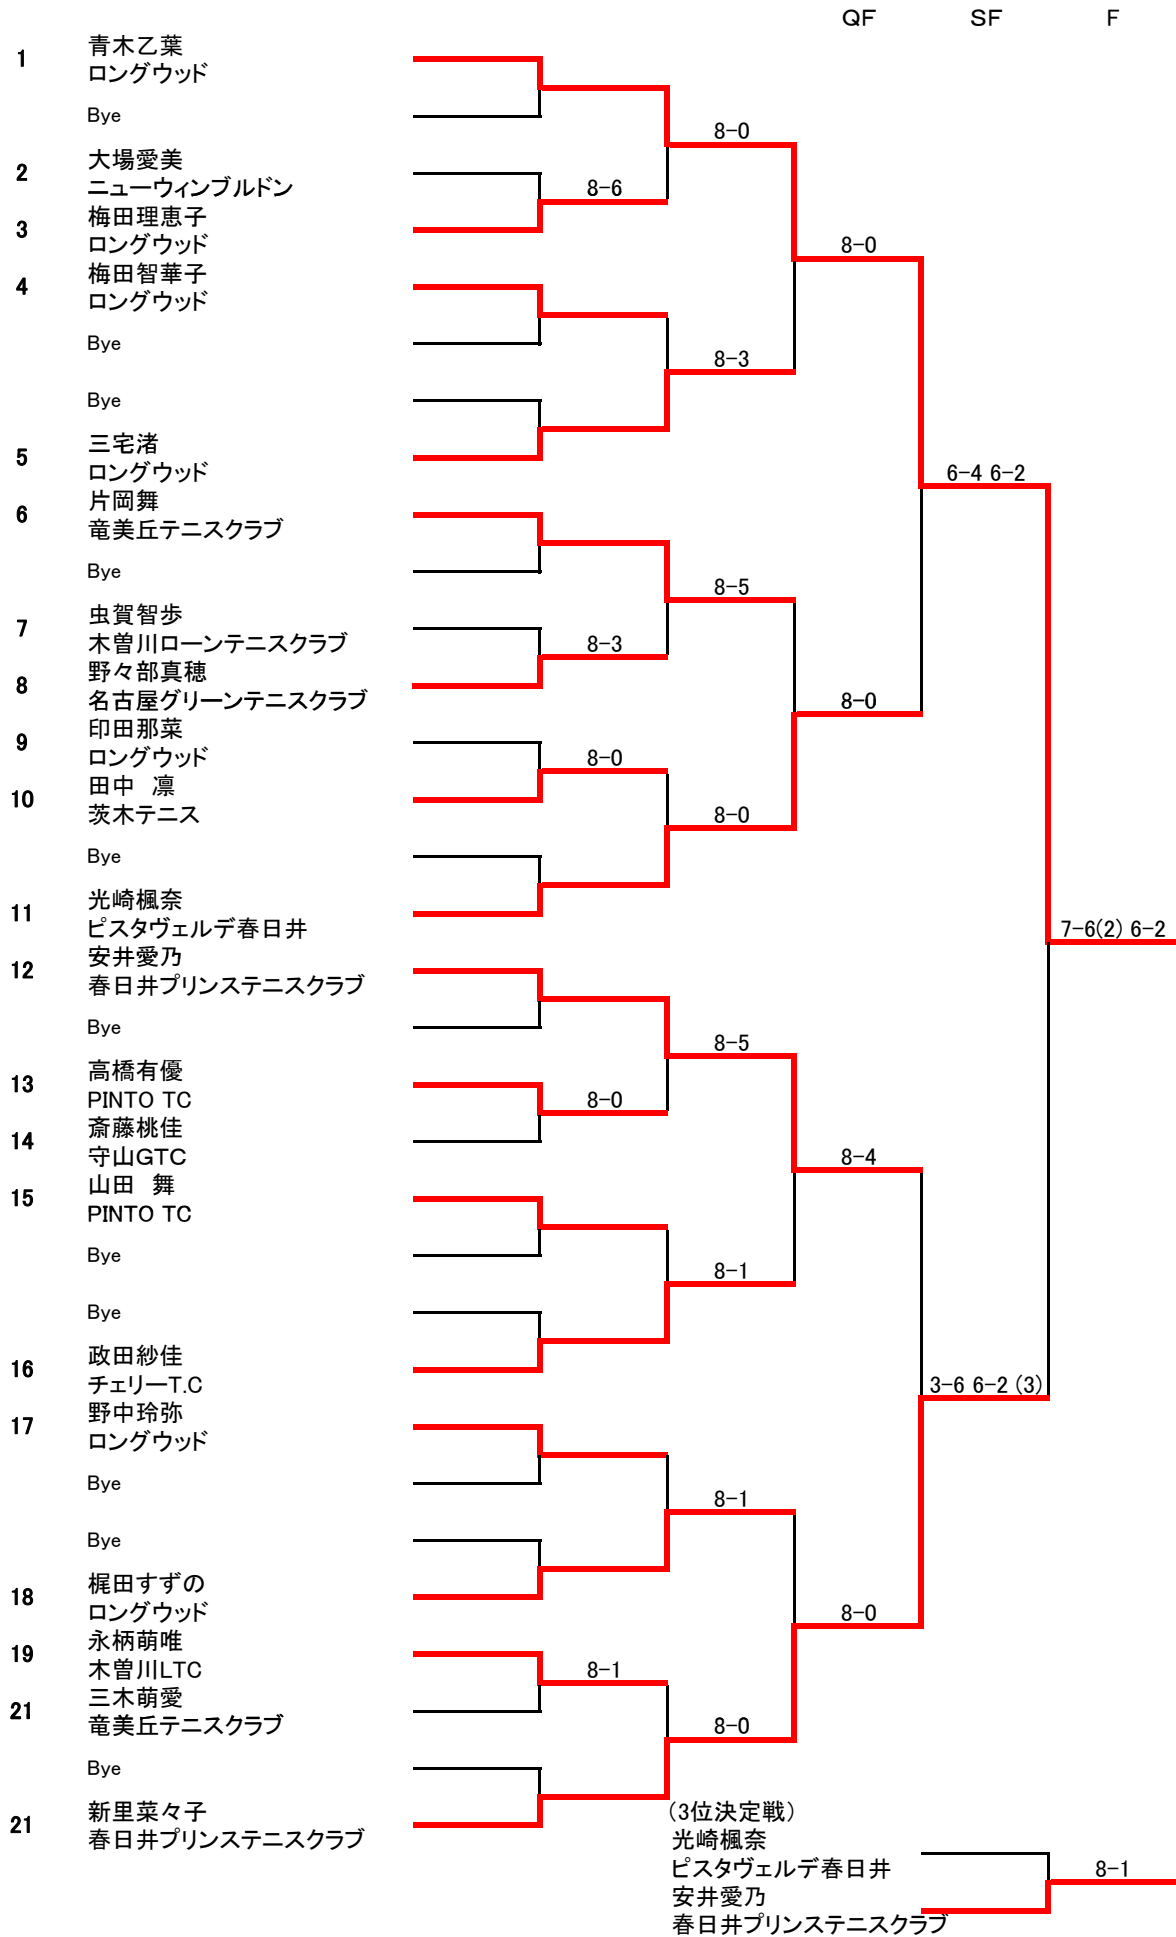 QF SF F
1 青木乙葉
ロングウッド
Bye
8-0
2 大場愛美
ニューウィンブルドン 8-6
3 梅田理恵子
ロングウッド 8-0
4 梅田智華子
ロングウッド
Bye
8-3
Bye
5 三宅渚
ロングウッド 6-4 6-2
6 片岡舞
竜美丘テニスクラブ
Bye
8-5
7 虫賀智歩
木曽川ローンテニスクラブ 8-3
8 野々部真穂
名古屋グリーンテニスクラブ 8-0
9 印田那菜
ロングウッド 8-0
10 田中　凛
茨木テニス 8-0
Bye
11 光崎楓奈
ピスタヴェルデ春日井 7-6(2) 6-2
12 安井愛乃
春日井プリンステニスクラブ
Bye
8-5
13 高橋有優
PINTO TC 8-0
14 斎藤桃佳
守山GTC 8-4
15 山田　舞
PINTO TC
Bye
8-1
Bye
16 政田紗佳
チェリーT.C 3-6 6-2 (3)
17 野中玲弥
ロングウッド
Bye
8-1
Bye
18 梶田すずの
ロングウッド 8-0
19 永柄萌唯
木曽川LTC 8-1
21 三木萌愛
竜美丘テニスクラブ 8-0
Bye
21 新里菜々子
春日井プリンステニスクラブ
（3位決定戦）
光崎楓奈
ピスタヴェルデ春日井 8-1
安井愛乃
春日井プリンステニスクラブ